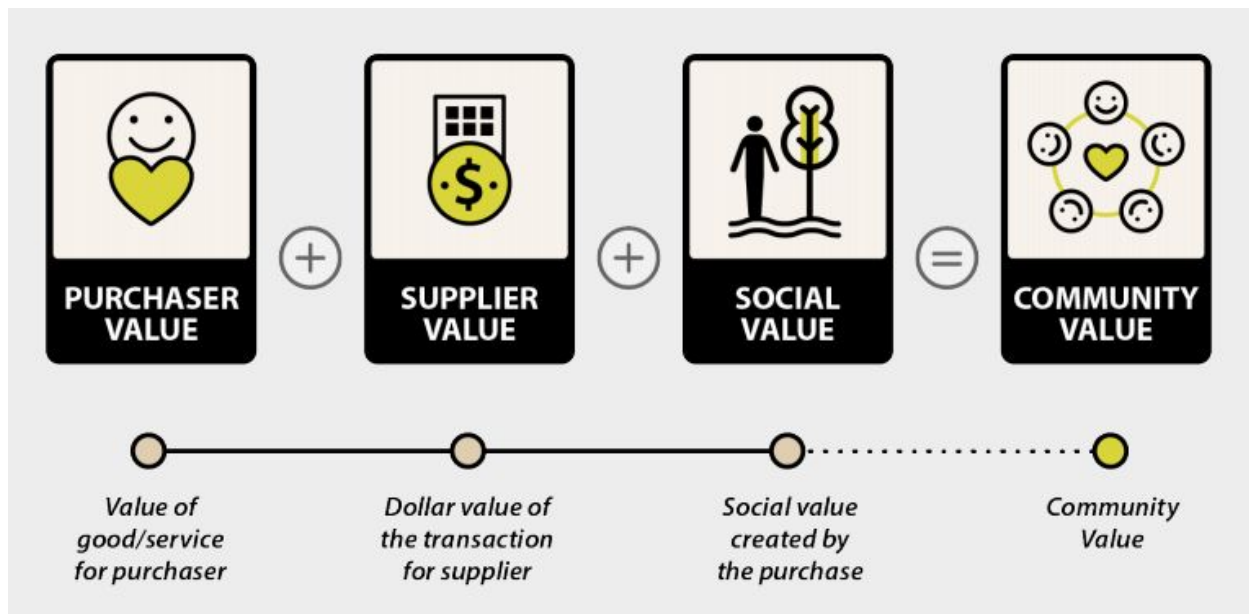 PURCHASER
VALUE
+
SUPPLIER
VALUE
$
+
SOCIAL
VALUE
=
COMMUNITY
VALUE
Value of
good/service
for purchaser
Dollar value of
the transaction
for supplier
Social value
created by
the purchase
Community
Value